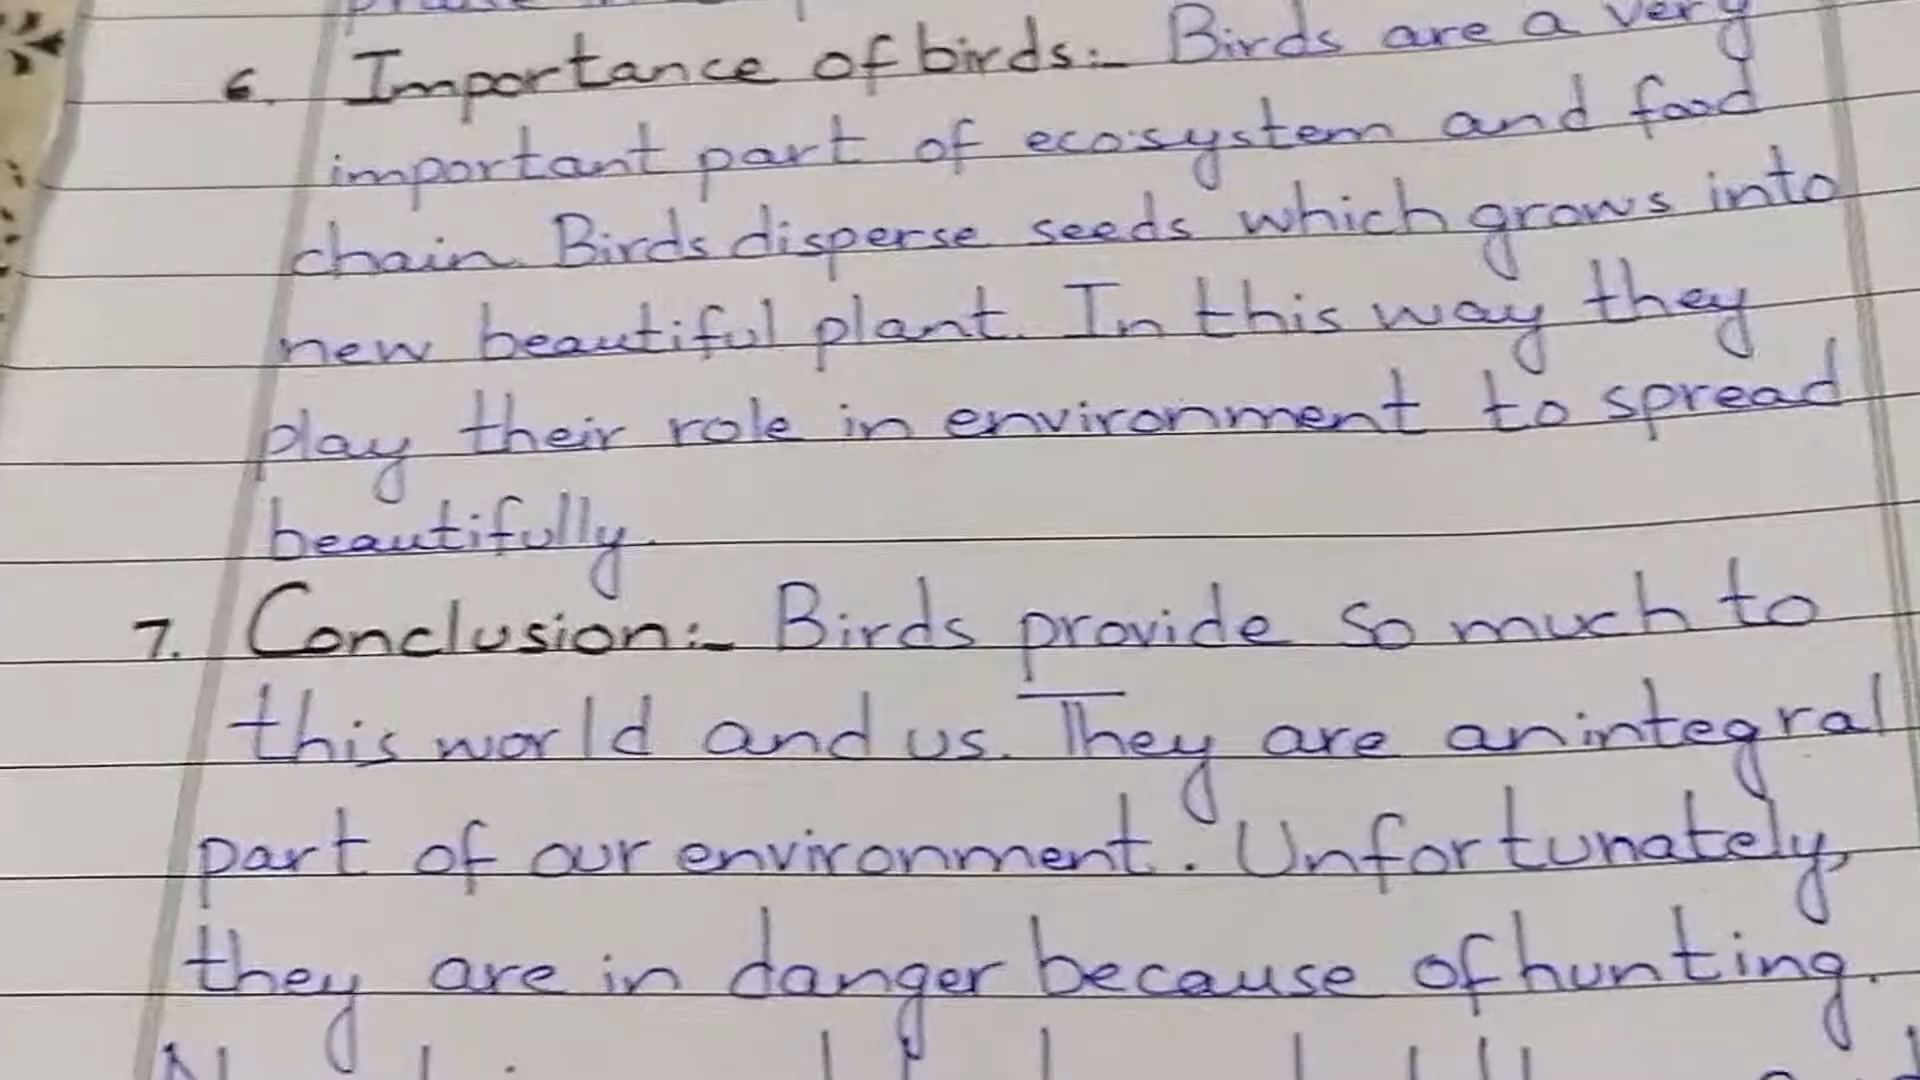 6. Importance of birds:- Birds are a very
important part of ecosystem and food
chain. Birds disperse seeds which grows into
new beautiful plant. In this way they
play their role in environment to spread
beautifully.
7. Conclusion:- Birds provide so much to
this world and us. They are an integral
part of our environment. Unfortunately,
they are in danger because of hunting.